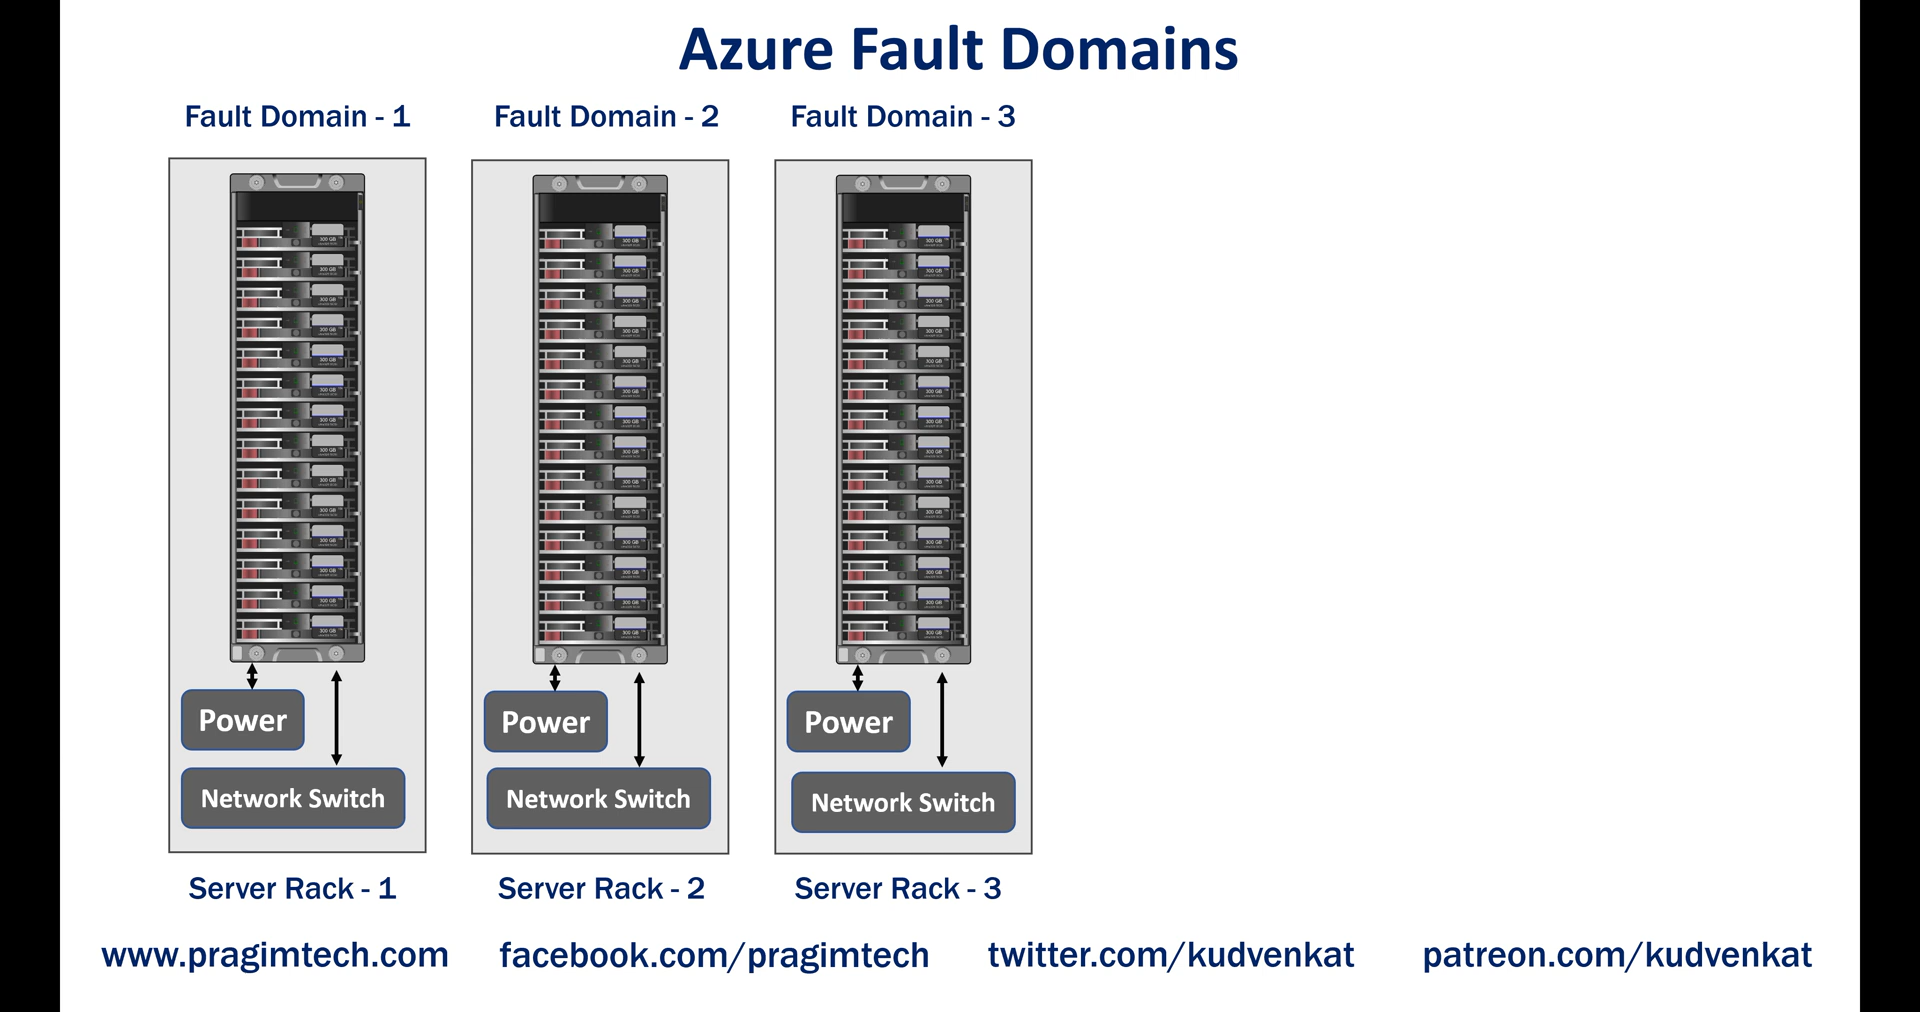 Azure Fault Domains
Fault Domain - 1
Fault Domain - 2
Fault Domain - 3
300 GB
Power
Power
Power
Network Switch
Network Switch
Network Switch
Server Rack - 1
Server Rack - 2
Server Rack - 3
www.pragimtech.com
facebook.com/pragimtech
twitter.com/kudvenkat
patreon.com/kudvenkat